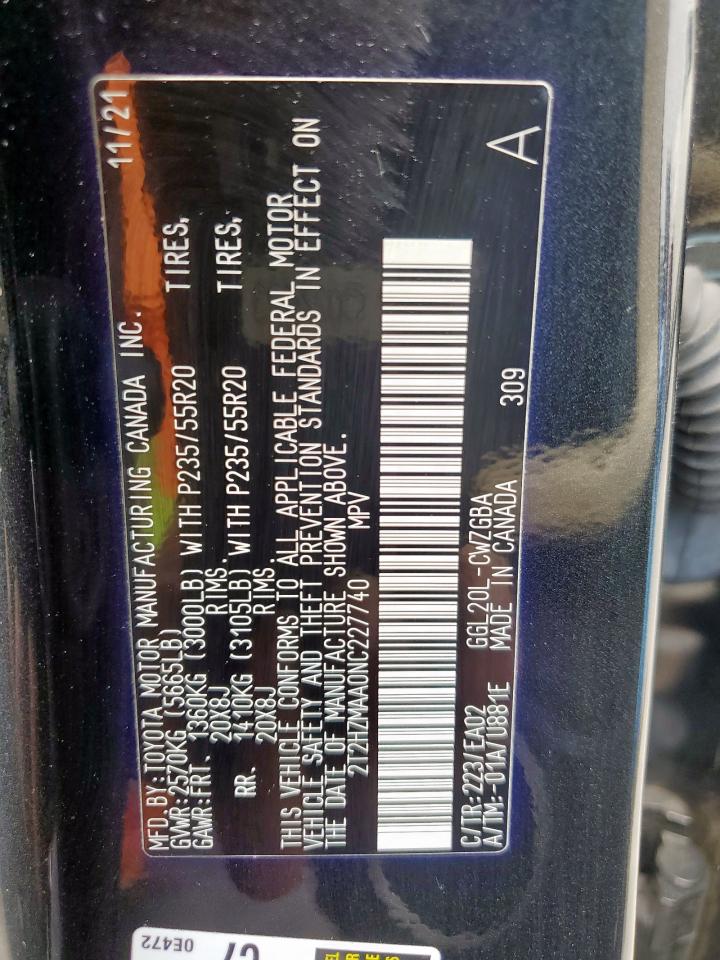 MFD.BY:TOYOTA MOTOR MANUFACTURING CANADA INC. 11/21
GVWR:2570KG (5665LB)
GAWR:FRT. 1360KG (3000LB) WITH P235/55R20 TIRES,
20X8J RIMS.
RR. 1410KG (3105LB) WITH P235/55R20 TIRES,
20X8J RIMS.
THIS VEHICLE CONFORMS TO ALL APPLICABLE FEDERAL MOTOR
VEHICLE SAFETY AND THEFT PREVENTION STANDARDS IN EFFECT ON
THE DATE OF MANUFACTURE SHOWN ABOVE.
2T2HZMAA0NC227740 MPV
C/TR:223/EA02 GGL20L-CWZGBA
A/TM:-01A/U881E MADE IN CANADA 309
A
0E472